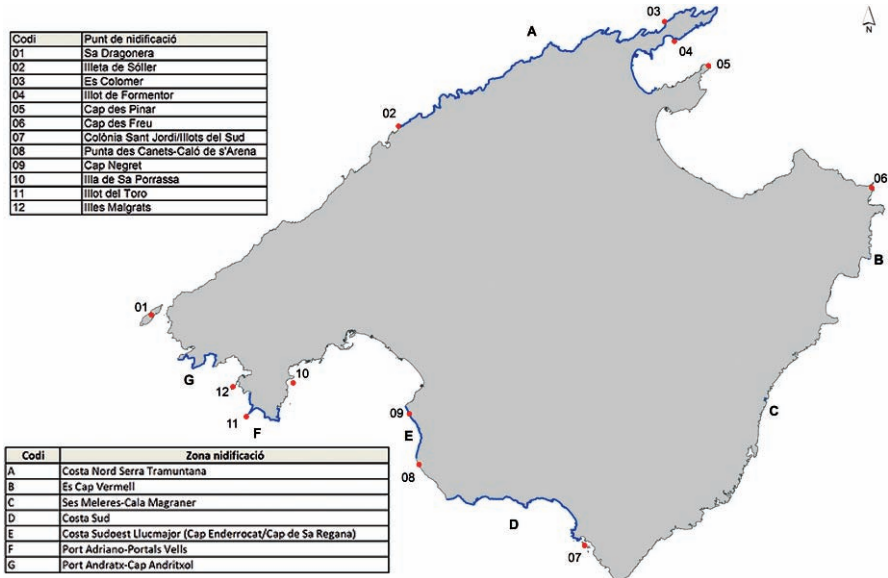 Codi Punt de nidificació
01 Sa Dragonera
02 Illeta de Sóller
03 Es Colomer
04 Illot de Formentor
05 Cap des Pinar
06 Cap des Freu
07 Colònia Sant Jordi/Illots del Sud
08 Punta des Canets-Caló de s'Arena
09 Cap Negret
10 Illa de Sa Porrassa
11 Illot del Toro
12 Illes Malgrats
A
03
N
04
05
02
06
B
01
G
12
10
11
F
09
E
08
C
D
07
Codi Zona nidificació
A Costa Nord Serra Tramuntana
B Es Cap Vermell
C Ses Meleres-Cala Magraner
D Costa Sud
E Costa Sudoest Llucmajor (Cap Enderrocat/Cap de Sa Regana)
F Port Adriano-Portals Vells
G Port Andratx-Cap Andritxol